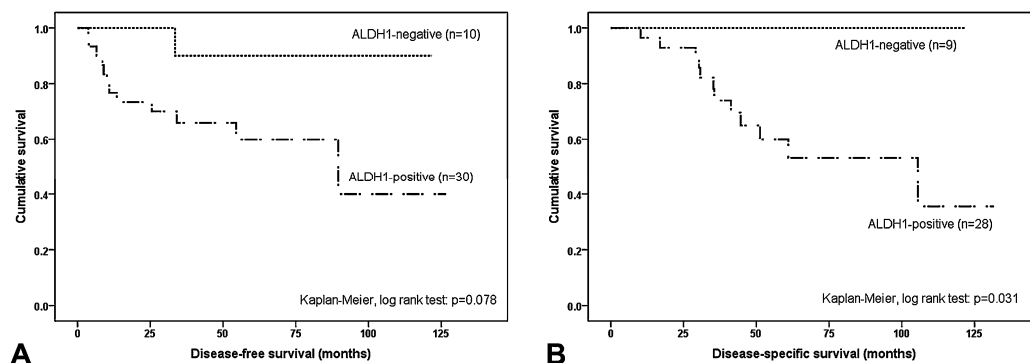 1.0
0.8
0.6
0.4
0.2
0.0
Cumulative survival
ALDH1-negative (n=10)
ALDH1-positive (n=30)
Kaplan-Meier, log rank test: p=0.078
0 25 50 75 100 125
A Disease-free survival (months)
1.0
0.8
0.6
0.4
0.2
0.0
Cumulative survival
ALDH1-negative (n=9)
ALDH1-positive (n=28)
Kaplan-Meier, log rank test: p=0.031
0 25 50 75 100 125
B Disease-specific survival (months)